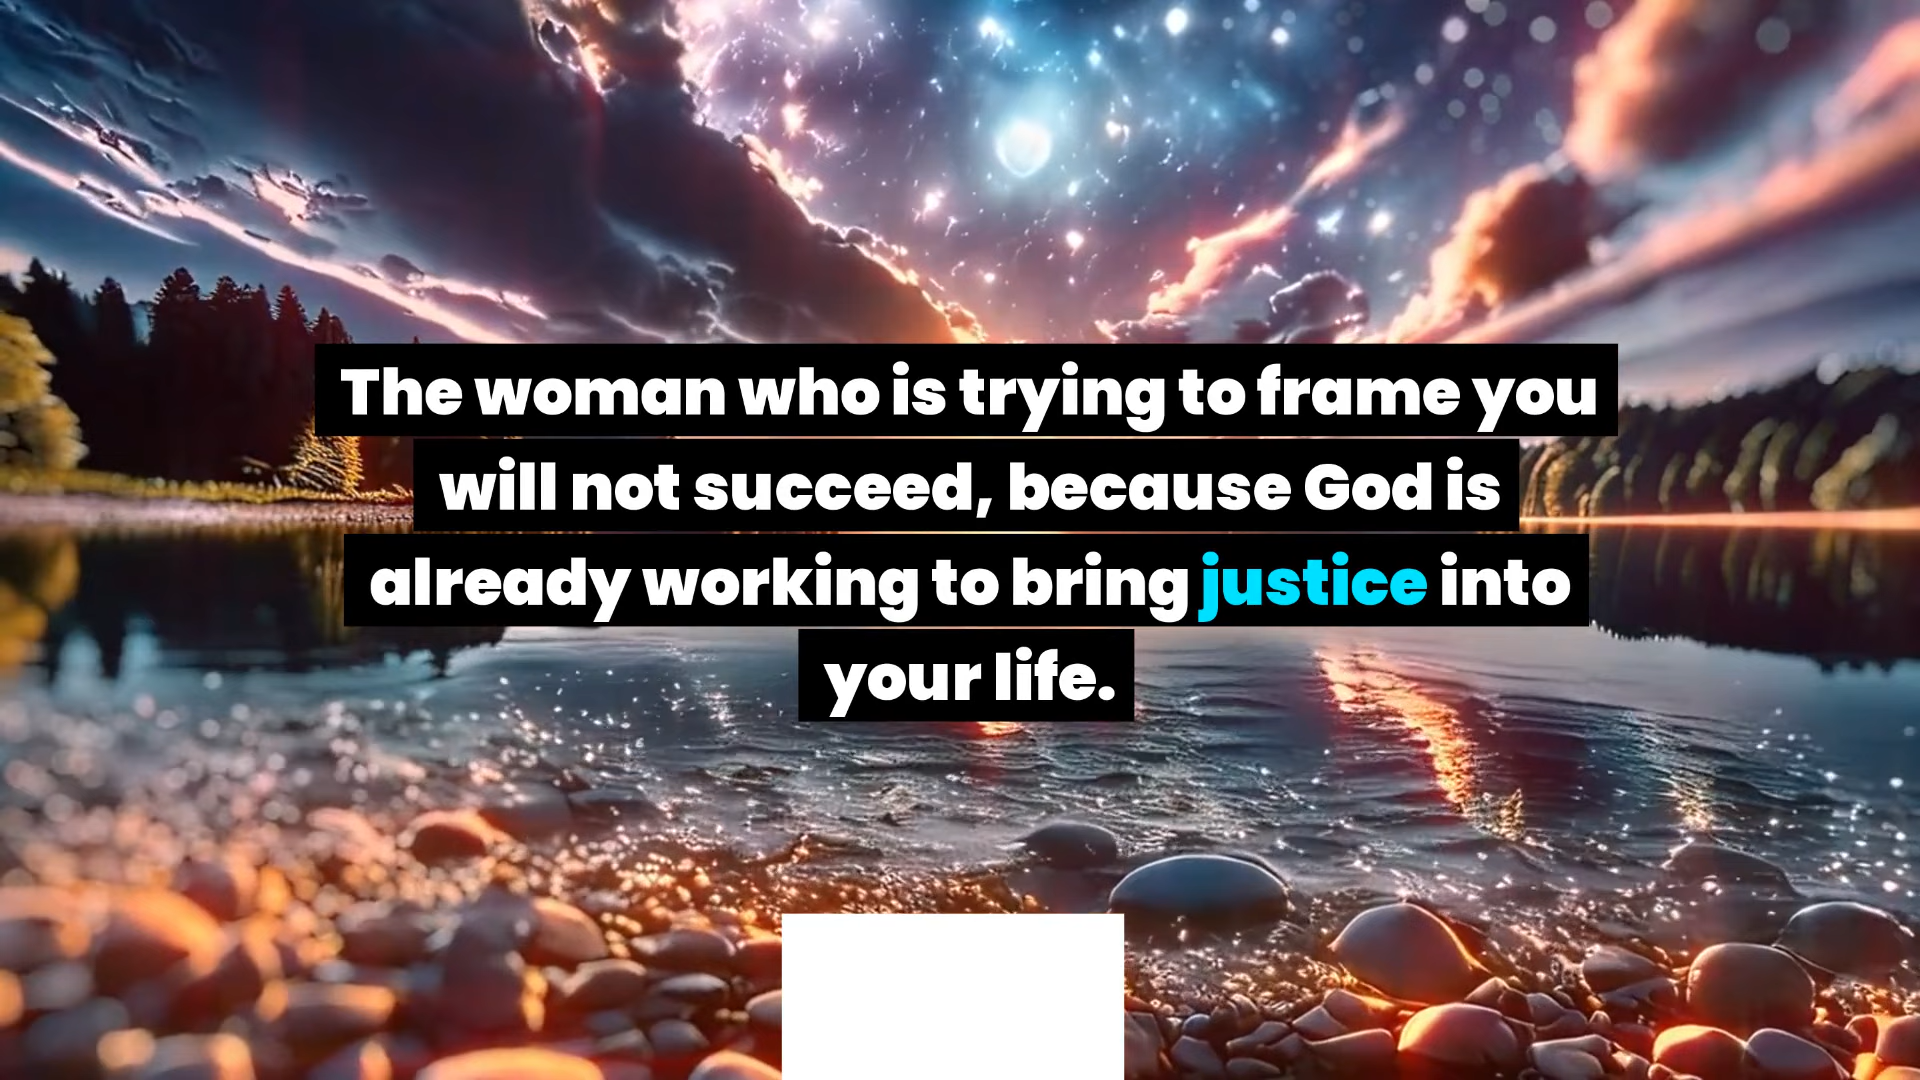 The woman who is trying to frame you
will not succeed, because God is
already working to bring justice into
your life.